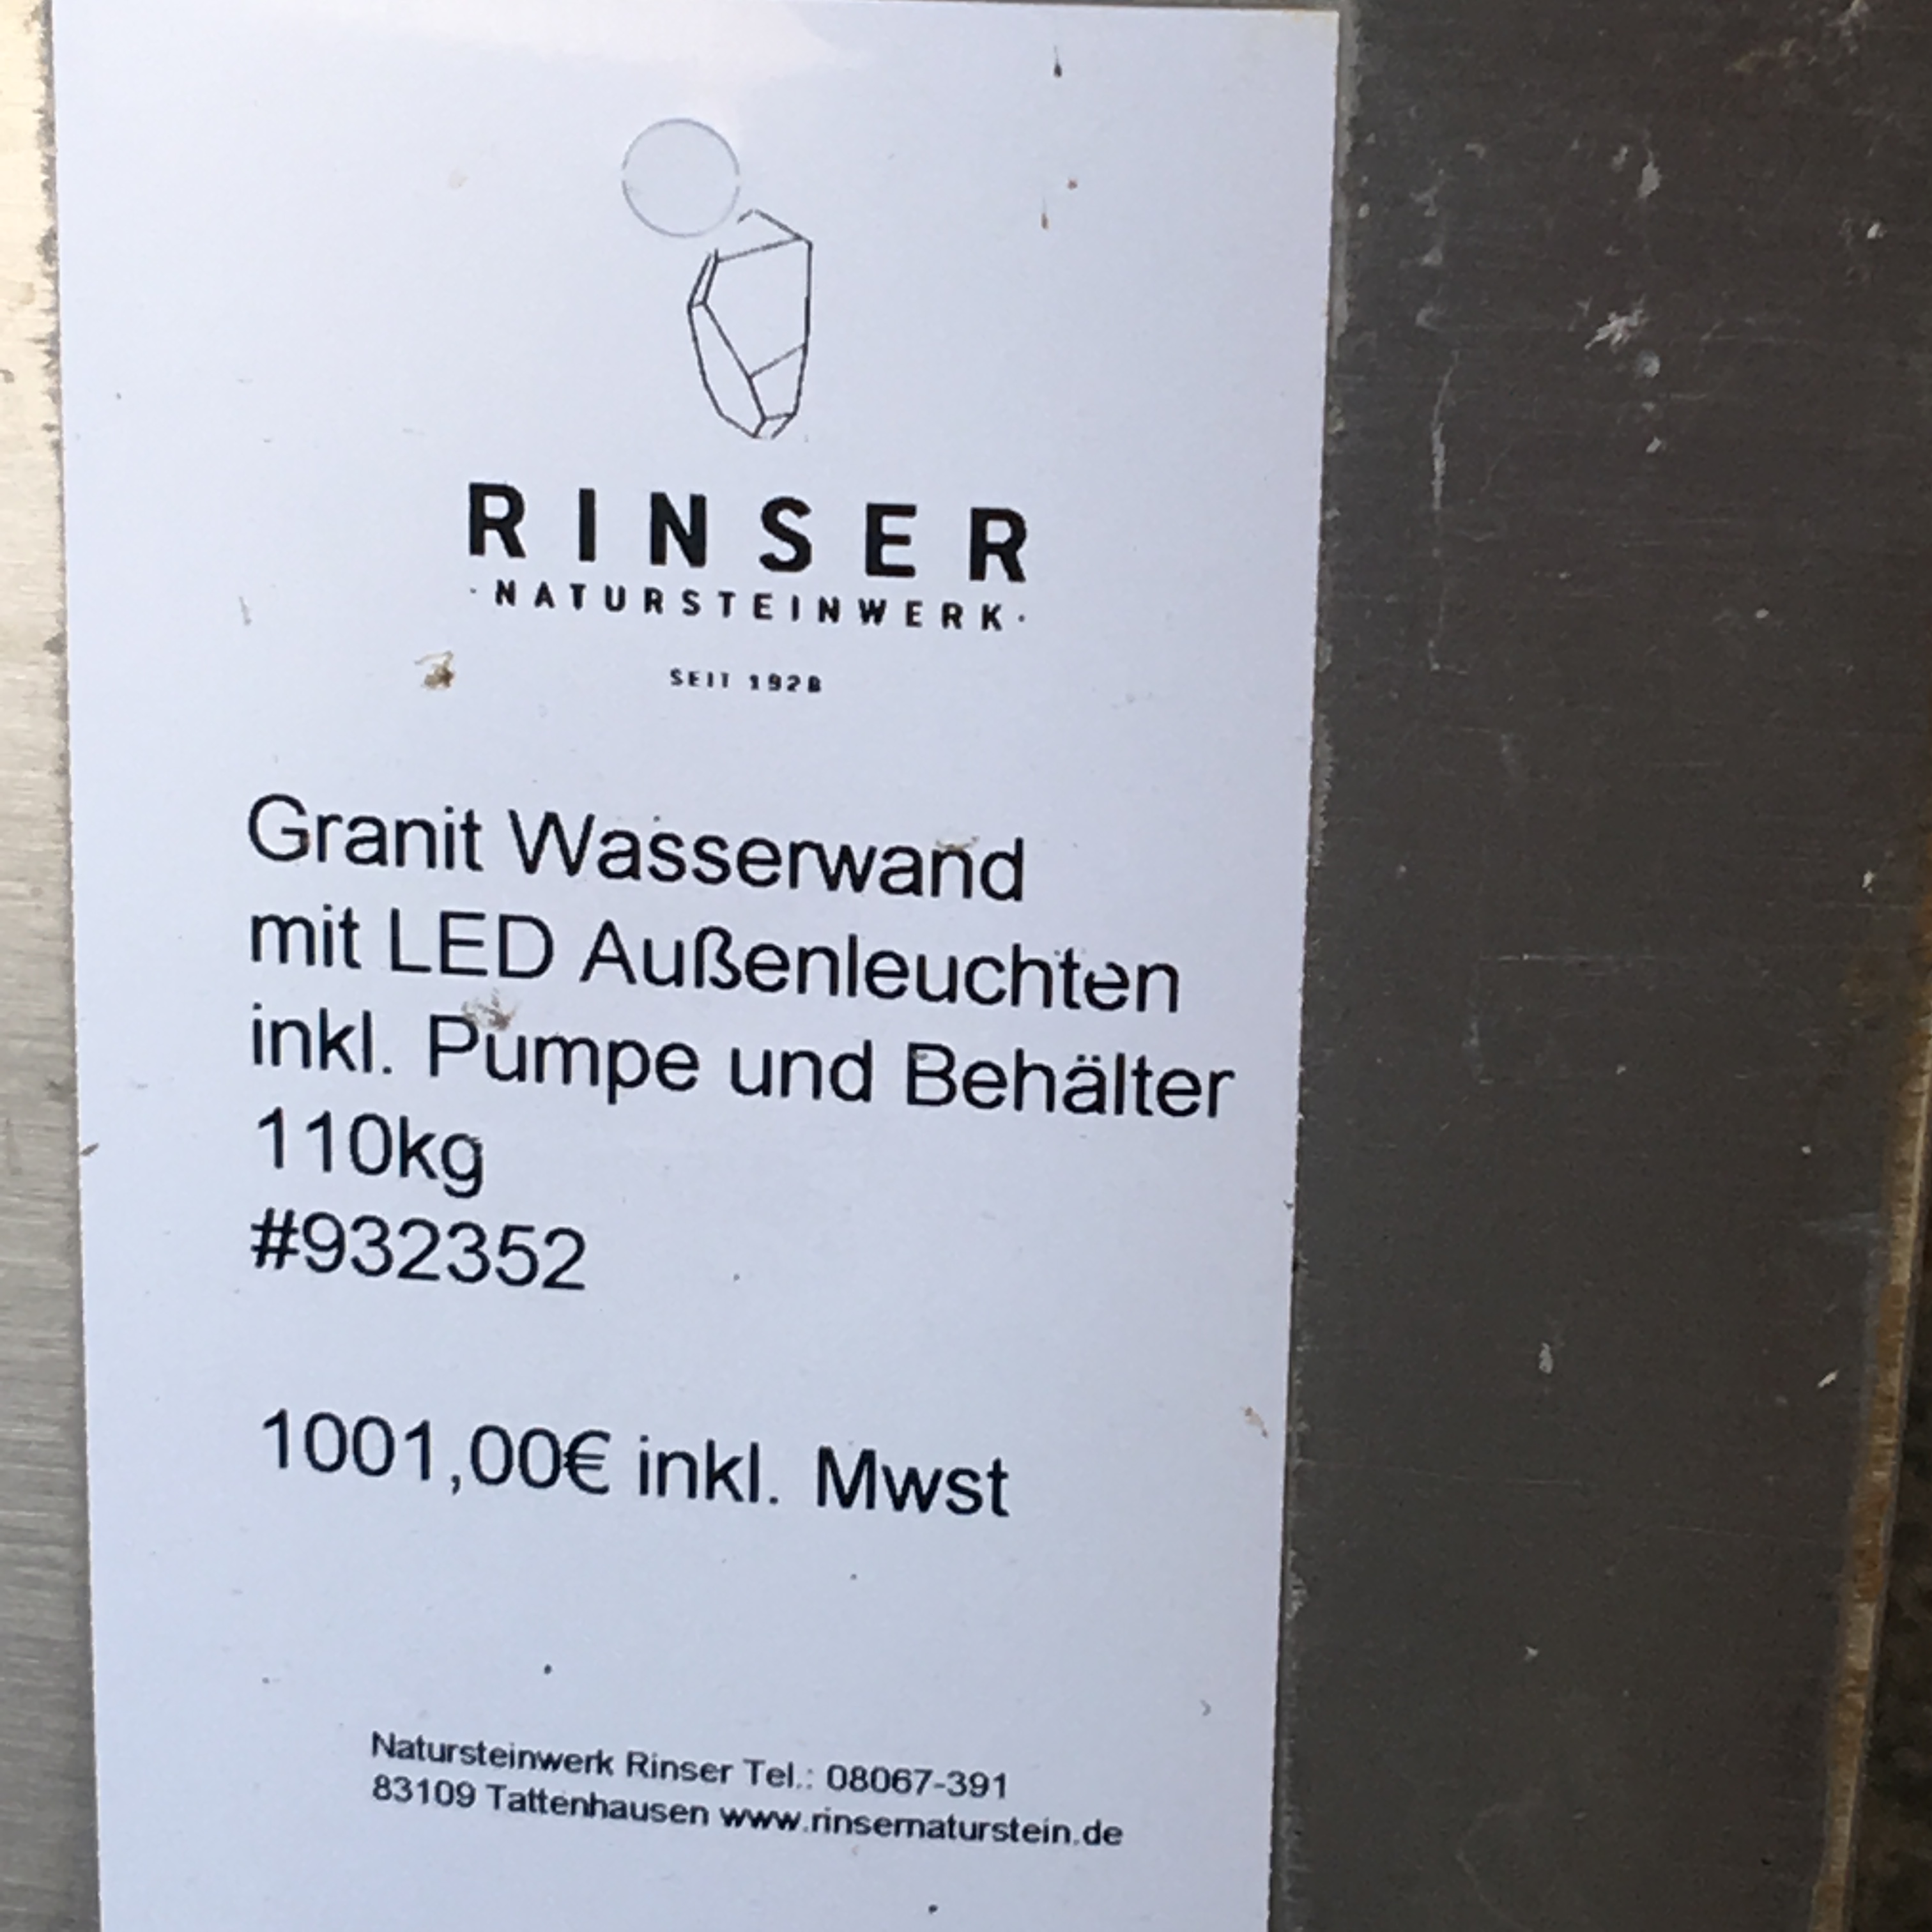 RINSER
·NATURSTEINWERK·
SEIT 1928
Granit Wasserwand
mit LED Außenleuchten
inkl. Pumpe und Behälter
110kg
#932352
1001,00€ inkl. Mwst
Natursteinwerk Rinser Tel.: 08067-391
83109 Tattenhausen www.rinsernaturstein.de